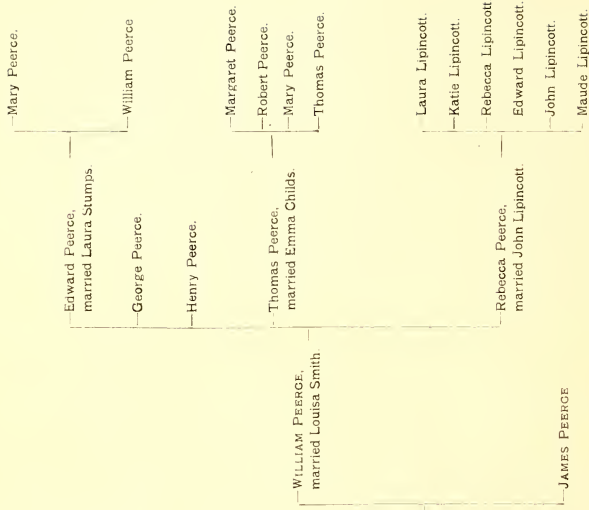 WILLIAM PEERCE,
married Louisa Smith.
JAMES PEERCE
Edward Peerce,
married Laura Stumps.
George Peerce.
Henry Peerce.
Thomas Peerce,
married Emma Childs.
Rebecca Peerce,
married John Lipincott.
Mary Peerce.
William Peerce
Margaret Peerce.
Robert Peerce.
Mary Peerce.
Thomas Peerce.
Laura Lipincott.
Katie Lipincott.
Rebecca Lipincott
Edward Lipincott.
John Lipincott.
Maude Lipincott.